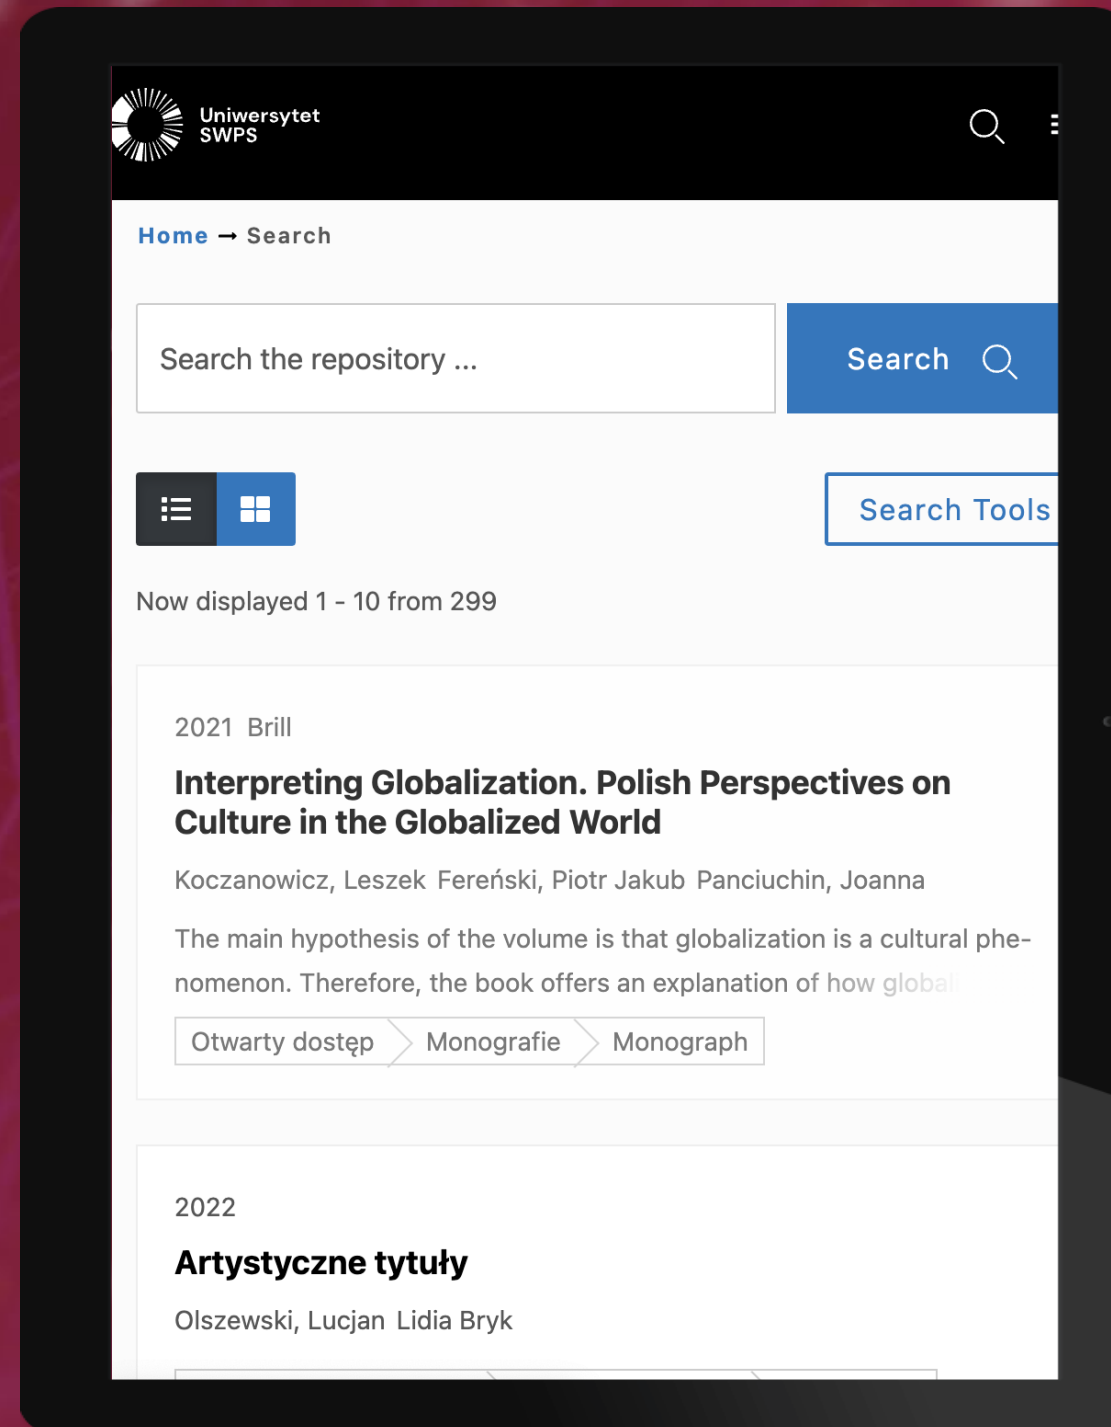 Uniwersytet
SWPS
Home → Search
Search the repository ...
Search
Search Tools
Now displayed 1 - 10 from 299
2021 Brill
Interpreting Globalization. Polish Perspectives on
Culture in the Globalized World
Koczanowicz, Leszek Fereński, Piotr Jakub Panciuchin, Joanna
The main hypothesis of the volume is that globalization is a cultural phe-
nomenon. Therefore, the book offers an explanation of how
Otwarty dostęp Monografie Monograph
2022
Artystyczne tytuły
Olszewski, Lucjan Lidia Bryk